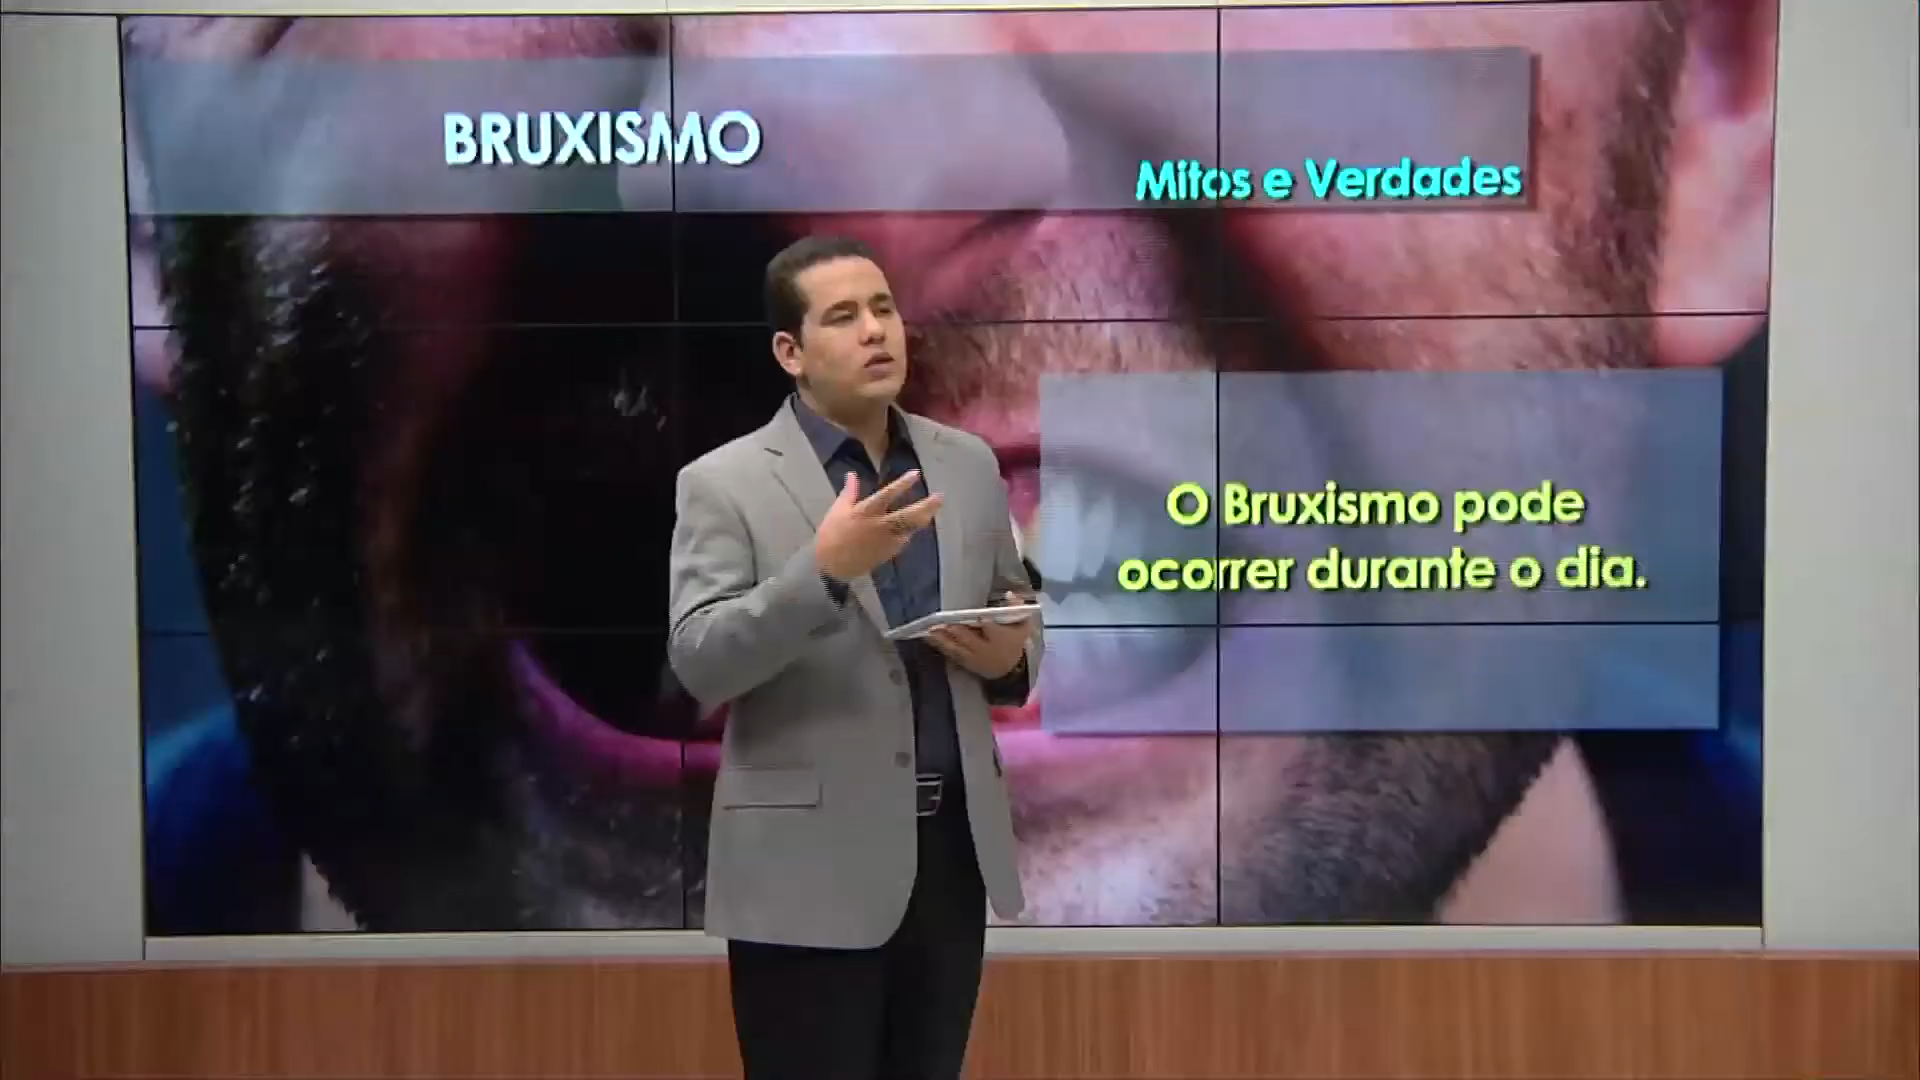 BRUXISMO
Mitos e Verdades
O Bruxismo pode
ocorrer durante o dia.